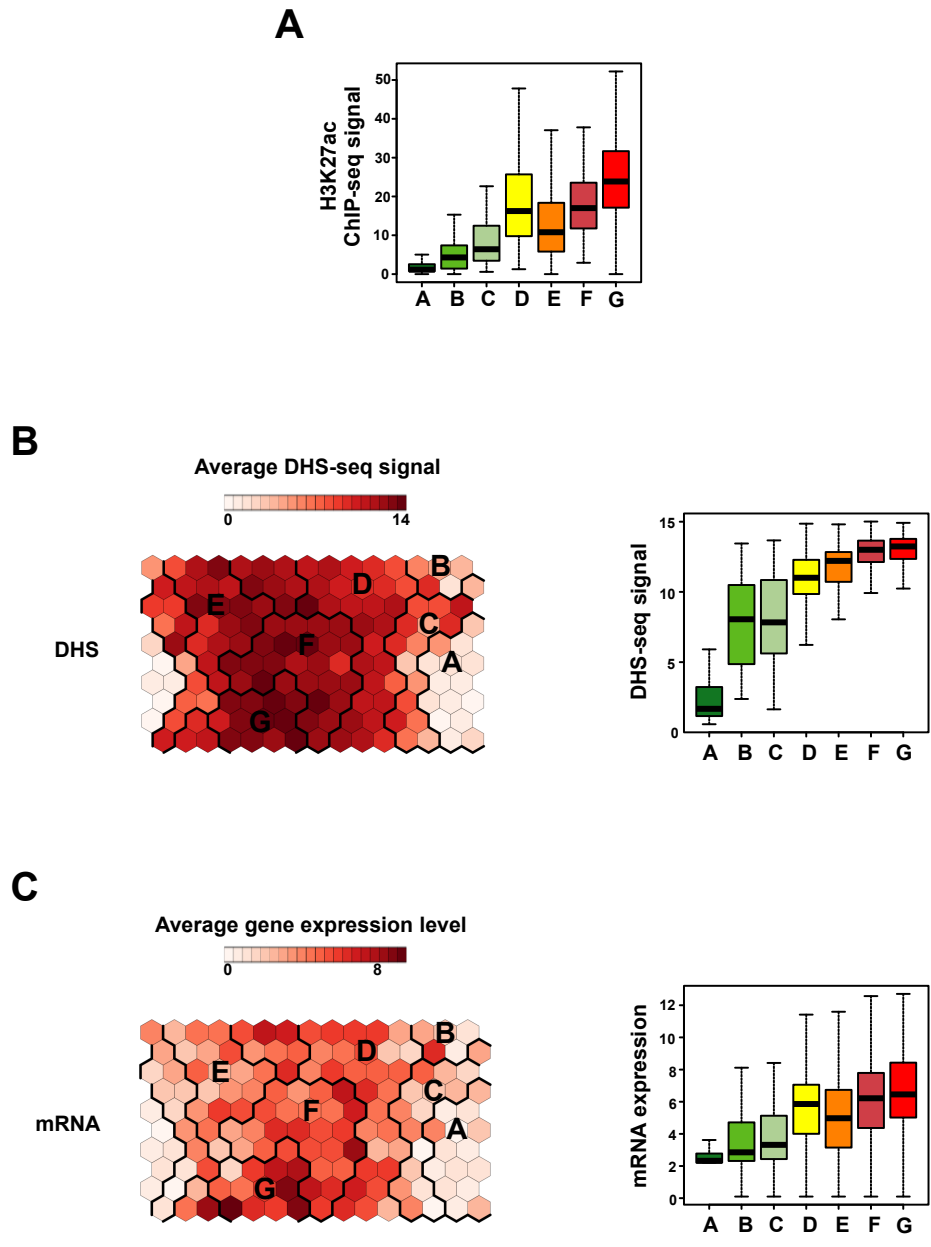 A
H3K27ac
ChIP-seq signal
50
40
30
20
10
0
A B C D E F G
B
Average DHS-seq signal
0 14
DHS
B
D
E
C
F
A
G
DHS-seq signal
15
10
5
0
A B C D E F G
C
Average gene expression level
0 8
mRNA
B
D
E
C
F
A
G
mRNA expression
12
10
8
6
4
2
0
A B C D E F G